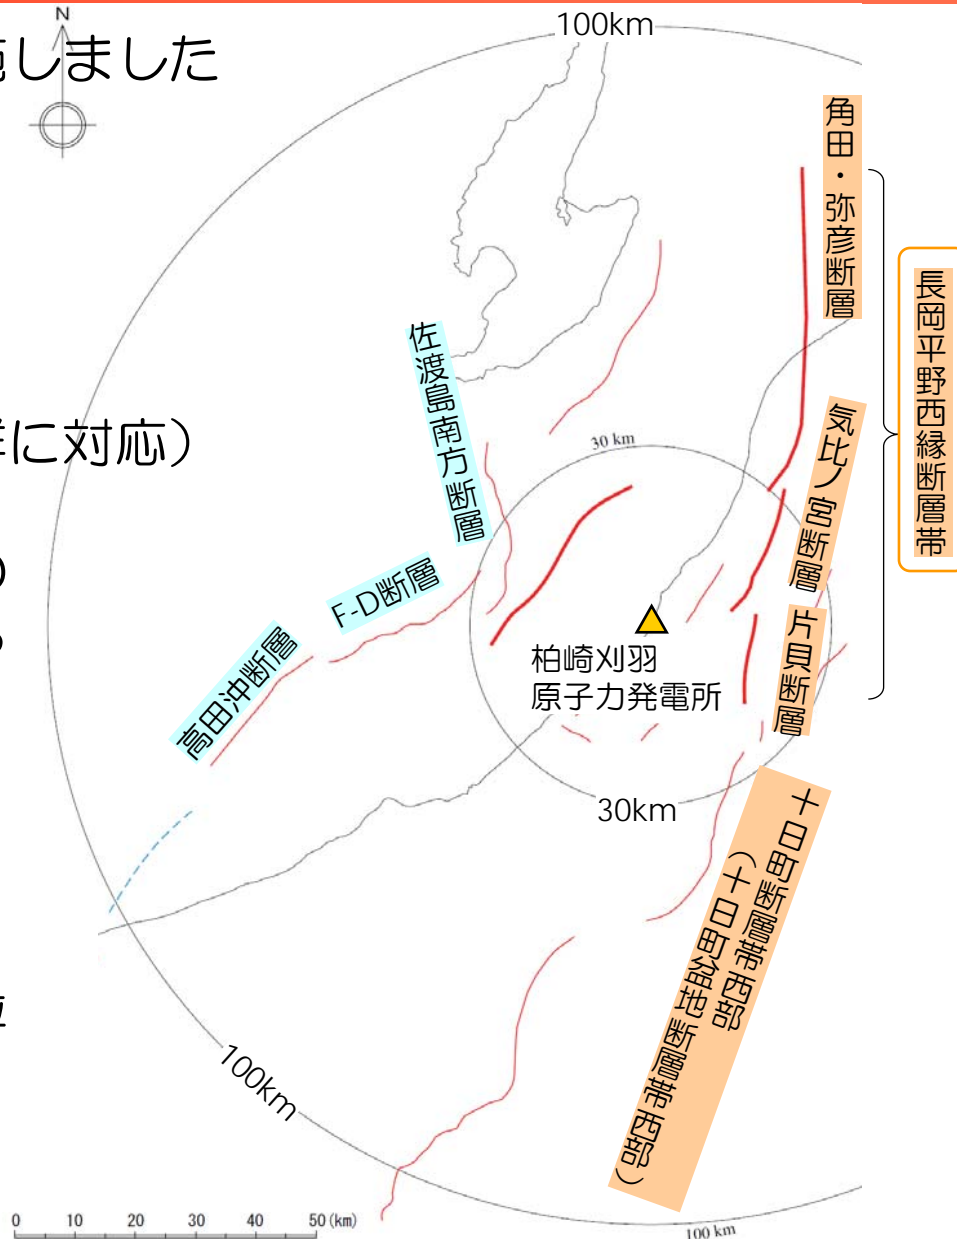 施しました
N
100km
角田・弥彦断層
長岡平野西縁断層帯
佐渡島南方断層
気比ノ宮断層
に対応）
30 km
F-D断層
高田沖断層
片貝断層
柏崎刈羽
原子力発電所
30km
十日町断層帯西部
（十日町盆地断層帯西部）
100km
0 10 20 30 40 50 (km)
100 km